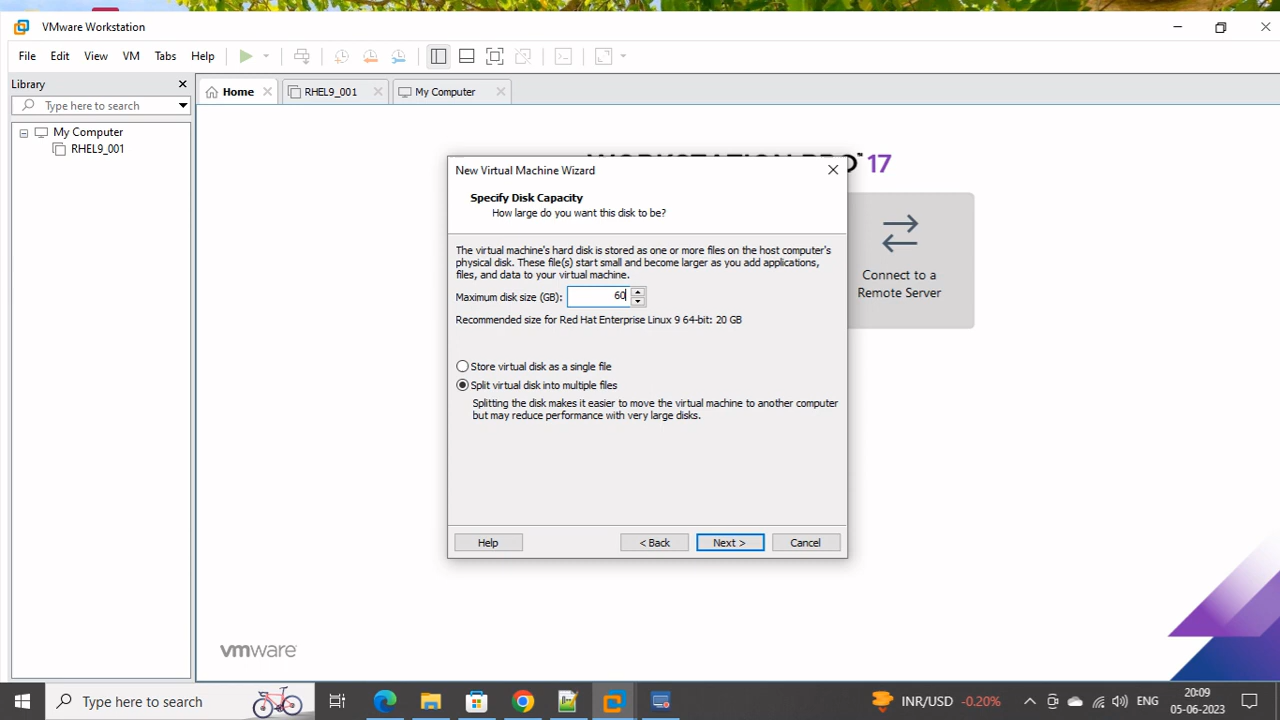 VMware Workstation
File Edit View VM Tabs Help
Library
Type here to search
My Computer
RHEL9_001
Home
RHEL9_001
My Computer
17
New Virtual Machine Wizard
Specify Disk Capacity
How large do you want this disk to be?
The virtual machine's hard disk is stored as one or more files on the host computer's
physical disk. These file(s) start small and become larger as you add applications,
files, and data to your virtual machine.
Maximum disk size (GB): 60
Recommended size for Red Hat Enterprise Linux 9 64-bit: 20 GB
Store virtual disk as a single file
Split virtual disk into multiple files
Splitting the disk makes it easier to move the virtual machine to another computer
but may reduce performance with very large disks.
Help < Back Next > Cancel
Connect to a
Remote Server
vmware
Type here to search
INR/USD -0.20%
ENG
20:09
05-06-2023